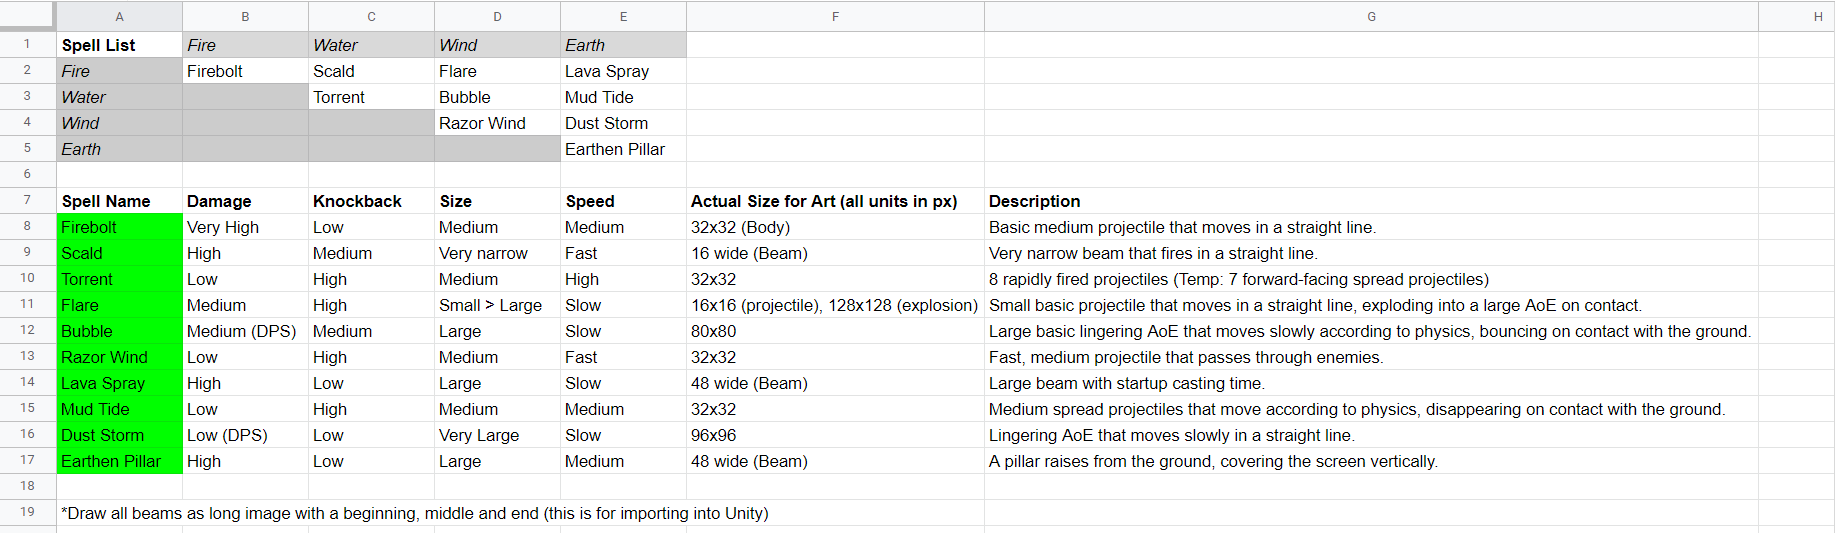 A B C D E F G H
1 Spell List Fire Water Wind Earth
2 Fire Firebolt Scald Flare Lava Spray
3 Water Torrent Bubble Mud Tide
4 Wind Razor Wind Dust Storm
5 Earth Earthen Pillar
6
7 Spell Name Damage Knockback Size Speed Actual Size for Art (all units in px) Description
8 Firebolt Very High Low Medium Medium 32x32 (Body) Basic medium projectile that moves in a straight line.
9 Scald High Medium Very narrow Fast 16 wide (Beam) Very narrow beam that fires in a straight line.
10 Torrent Low High Medium High 32x32 8 rapidly fired projectiles (Temp: 7 forward-facing spread projectiles)
11 Flare Medium High Small > Large Slow 16x16 (projectile), 128x128 (explosion) Small basic projectile that moves in a straight line, exploding into a large AoE on contact.
12 Bubble Medium (DPS) Medium Large Slow 80x80 Large basic lingering AoE that moves slowly according to physics, bouncing on contact with the ground.
13 Razor Wind Low High Medium Fast 32x32 Fast, medium projectile that passes through enemies.
14 Lava Spray High Low Large Slow 48 wide (Beam) Large beam with startup casting time.
15 Mud Tide Low High Medium Medium 32x32 Medium spread projectiles that move according to physics, disappearing on contact with the ground.
16 Dust Storm Low (DPS) Low Very Large Slow 96x96 Lingering AoE that moves slowly in a straight line.
17 Earthen Pillar High Low Large Medium 48 wide (Beam) A pillar raises from the ground, covering the screen vertically.
18
19 *Draw all beams as long image with a beginning, middle and end (this is for importing into Unity)